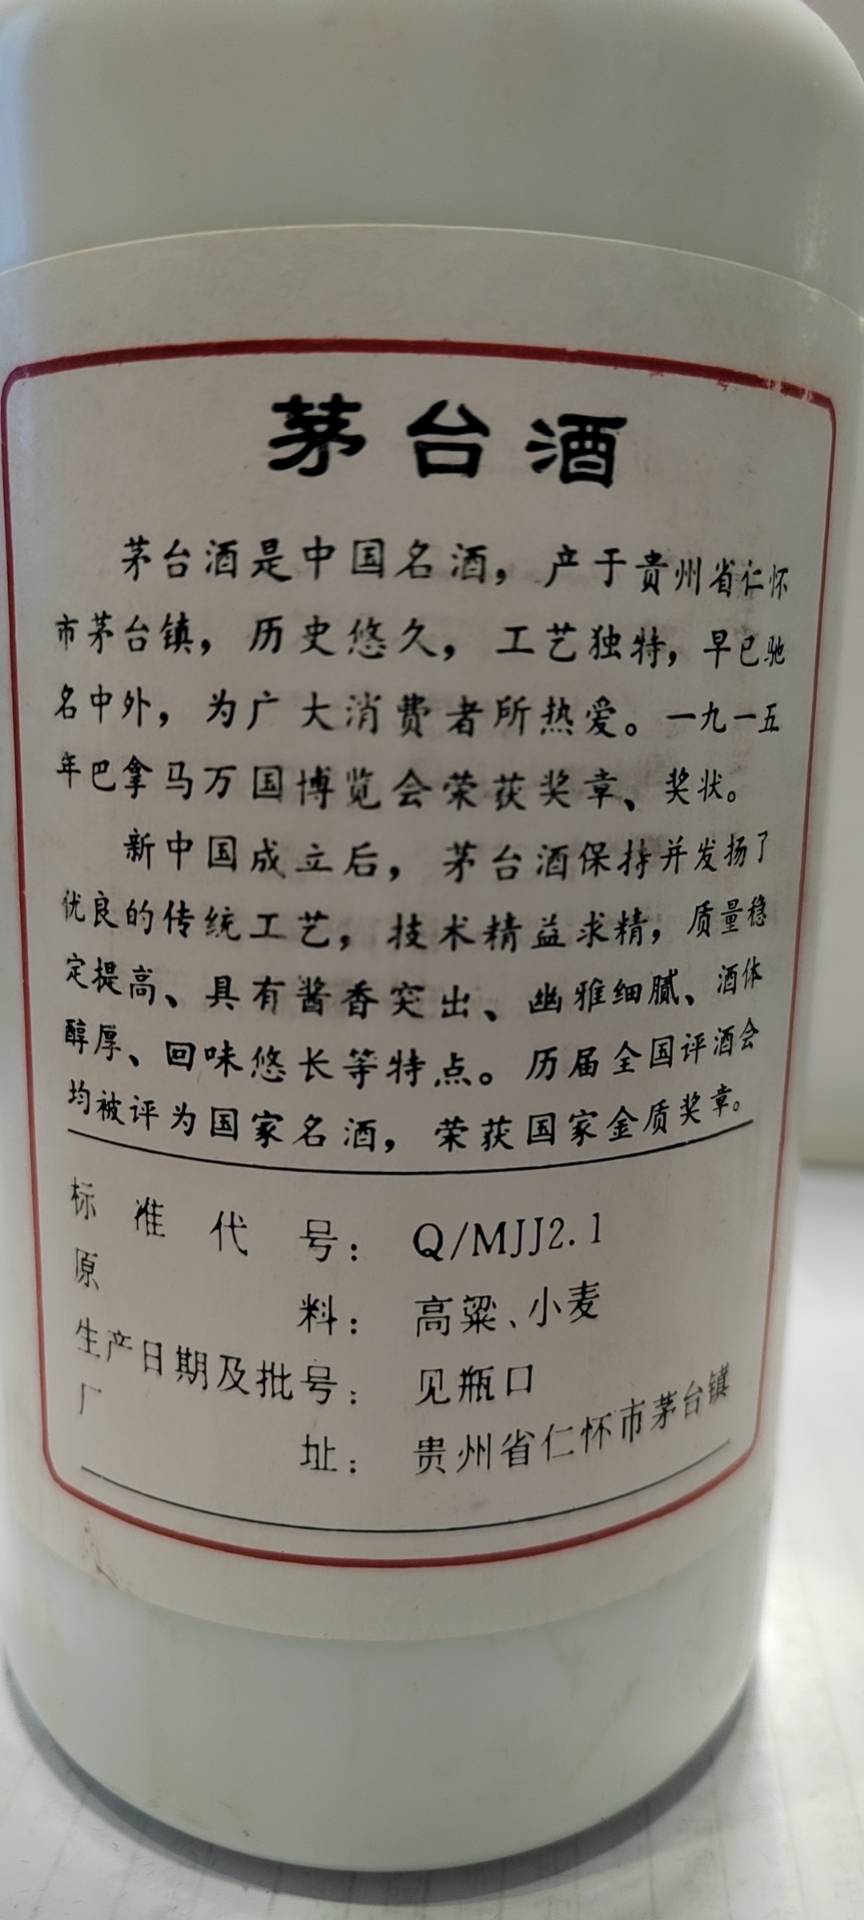 茅台酒
茅台酒是中国名酒，产于贵州省仁怀
市茅台镇，历史悠久，工艺独特，早已驰
名中外，为广大消费者所热爱。一九一五
年巴拿马万国博览会荣获奖章、奖状。
新中国成立后，茅台酒保持并发扬了
优良的传统工艺，技术精益求精，质量稳
定提高、具有酱香突出、幽雅细腻、酒体
醇厚、回味悠长等特点。历届全国评酒会
均被评为国家名酒，荣获国家金质奖章。
标准代号：Q/MJJ2.1
原料：高粱、小麦
生产日期及批号：见瓶口
厂址：贵州省仁怀市茅台镇